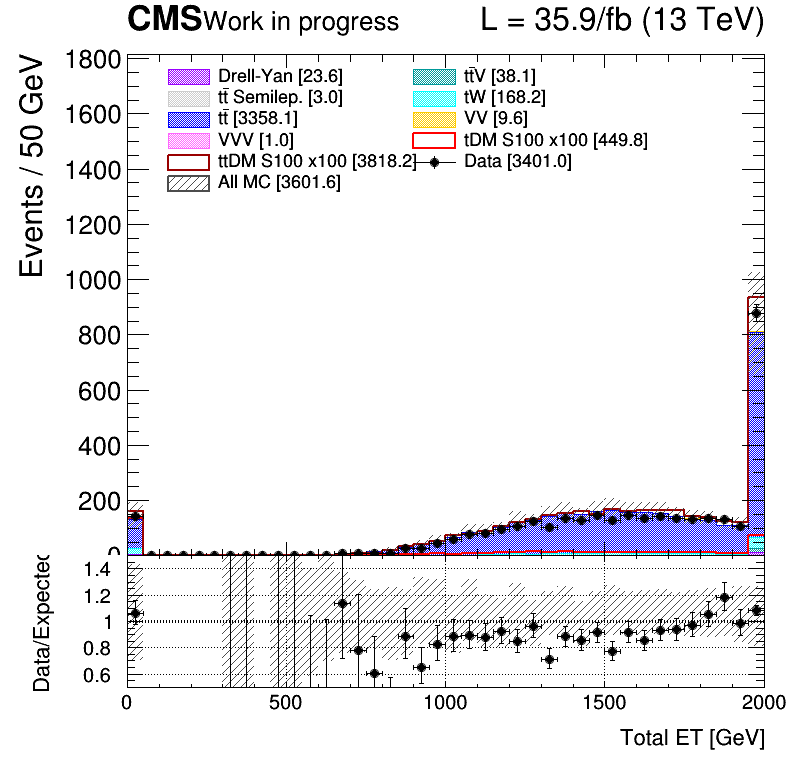 CMS Work in progress L = 35.9/fb (13 TeV)
Events / 50 GeV
1800
1600
1400
1200
1000
800
600
400
200
0
Drell-Yan [23.6]
tt̄V [38.1]
tt̄ Semilep. [3.0]
tW [168.2]
tt̄ [3358.1]
VV [9.6]
VVV [1.0]
tDM S100 x100 [449.8]
ttDM S100 x100 [3818.2]
Data [3401.0]
All MC [3601.6]
Data/Expected
1.4
1.2
1
0.8
0.6
0 500 1000 1500 2000
Total ET [GeV]